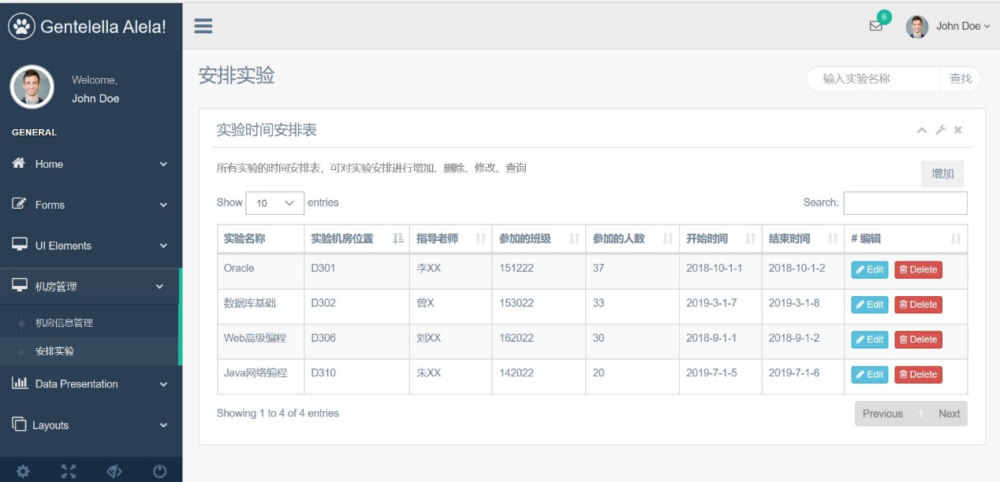 Gentelella Alela!
6
John Doe
Welcome,
John Doe
GENERAL
Home
Forms
UI Elements
机房管理
机房信息管理
安排实验
Data Presentation
Layouts
安排实验
输入实验名称 查找
实验时间安排表
所有实验的时间安排表，可对实验安排进行增加、删除、修改、查询
增加
Show 10 entries Search:
实验名称 实验机房位置 指导老师 参加的班级 参加的人数 开始时间 结束时间 # 编辑
Oracle D301 李XX 151222 37 2018-10-1-1 2018-10-1-2 Edit Delete
数据库基础 D302 曾X 153022 33 2019-3-1-7 2019-3-1-8 Edit Delete
Web高级编程 D306 刘XX 162022 30 2018-9-1-1 2018-9-1-2 Edit Delete
Java网络编程 D310 朱XX 142022 20 2019-7-1-5 2019-7-1-6 Edit Delete
Showing 1 to 4 of 4 entries Previous 1 Next